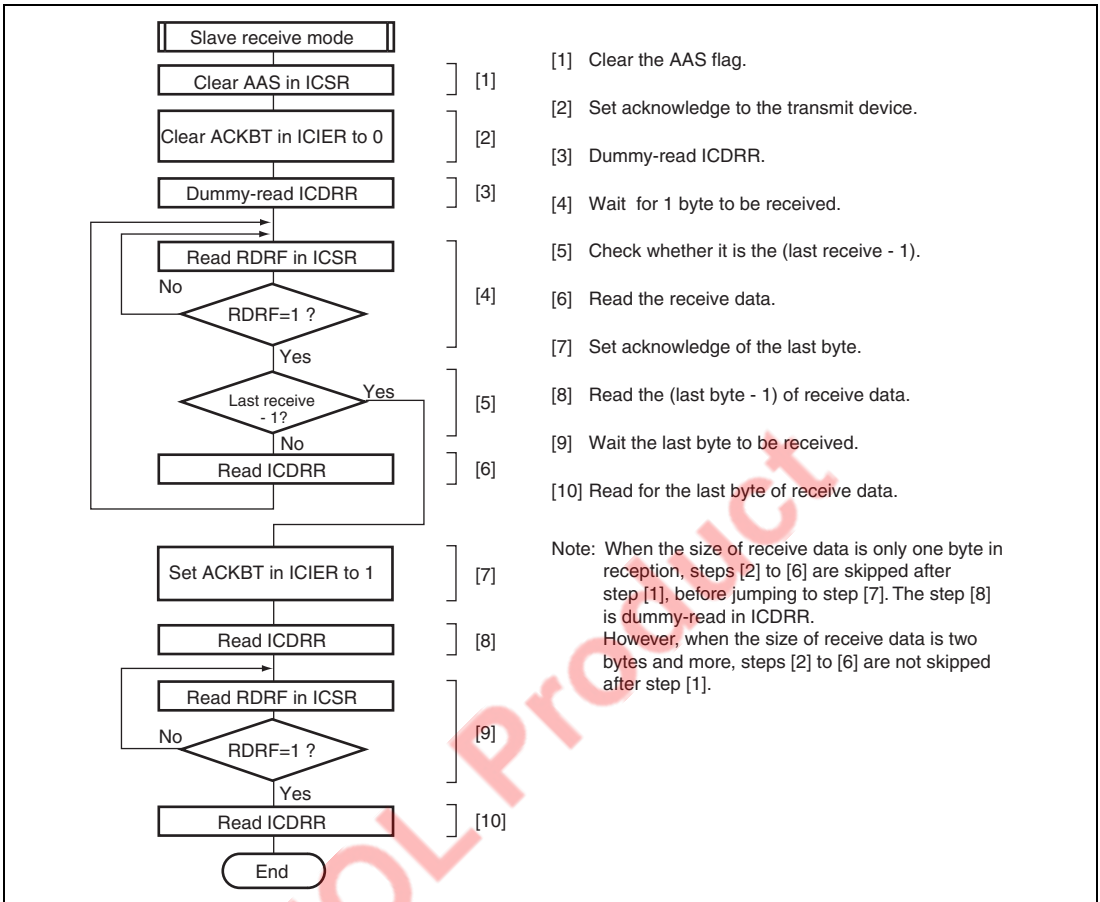 Slave receive mode
Clear AAS in ICSR
[1]
Clear ACKBT in ICIER to 0
[2]
Dummy-read ICDRR
[3]
Read RDRF in ICSR
No
RDRF=1 ?
[4]
Yes
Last receive
- 1?
Yes
[5]
No
Read ICDRR
[6]
Set ACKBT in ICIER to 1
[7]
Read ICDRR
[8]
Read RDRF in ICSR
No
RDRF=1 ?
[9]
Yes
Read ICDRR
[10]
End
[1] Clear the AAS flag.
[2] Set acknowledge to the transmit device.
[3] Dummy-read ICDRR.
[4] Wait for 1 byte to be received.
[5] Check whether it is the (last receive - 1).
[6] Read the receive data.
[7] Set acknowledge of the last byte.
[8] Read the (last byte - 1) of receive data.
[9] Wait the last byte to be received.
[10] Read for the last byte of receive data.
Note: When the size of receive data is only one byte in
reception, steps [2] to [6] are skipped after
step [1], before jumping to step [7]. The step [8]
is dummy-read in ICDRR.
However, when the size of receive data is two
bytes and more, steps [2] to [6] are not skipped
after step [1].
OL Product